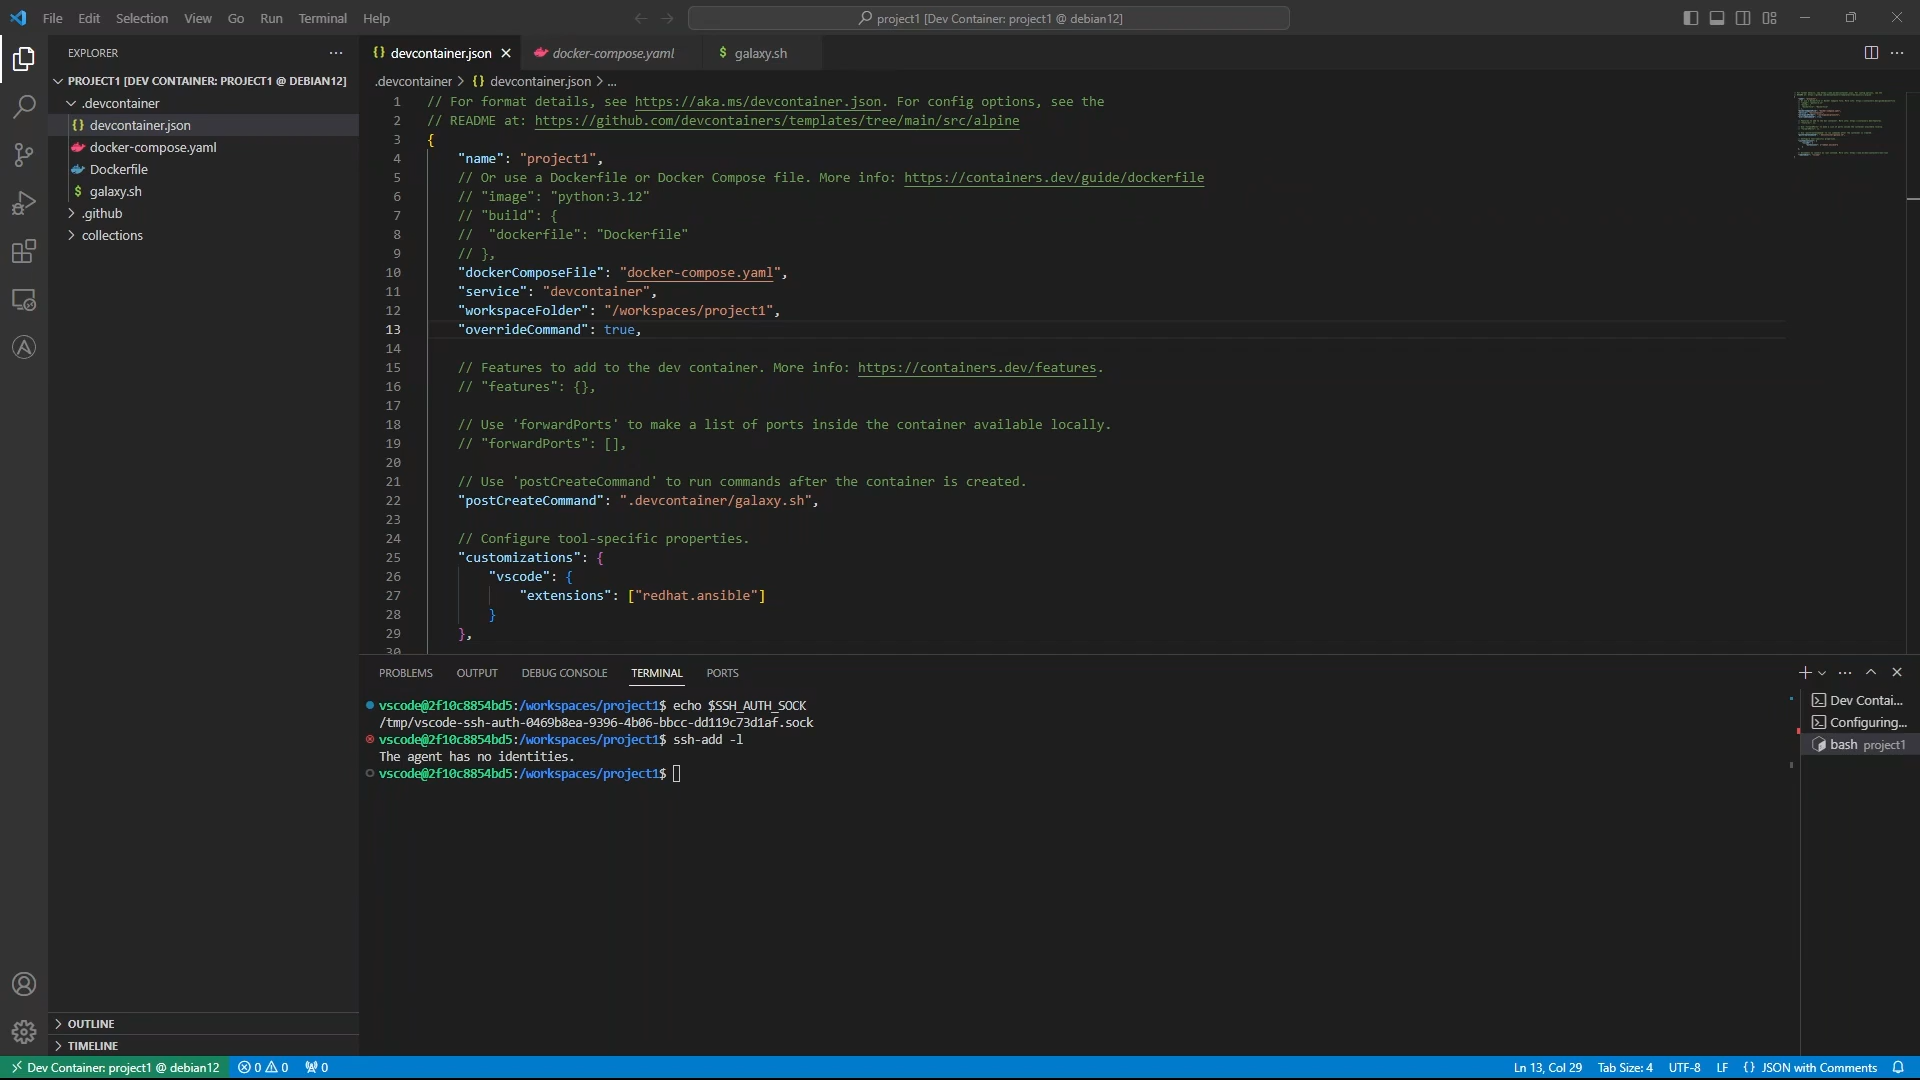 File Edit Selection View Go Run Terminal Help
project1 [Dev Container: project1 @ debian12]
EXPLORER
PROJECT1 [DEV CONTAINER: PROJECT1 @ DEBIAN12]
.devcontainer
devcontainer.json
docker-compose.yaml
Dockerfile
$ galaxy.sh
.github
collections
OUTLINE
TIMELINE
{} devcontainer.json docker-compose.yaml $ galaxy.sh
.devcontainer > {} devcontainer.json > ...
1 // For format details, see https://aka.ms/devcontainer.json. For config options, see the
2 // README at: https://github.com/devcontainers/templates/tree/main/src/alpine
3 {
4 "name": "project1",
5 // Or use a Dockerfile or Docker Compose file. More info: https://containers.dev/guide/dockerfile
6 // "image": "python:3.12"
7 // "build": {
8 //  "dockerfile": "Dockerfile"
9 // },
10 "dockerComposeFile": "docker-compose.yaml",
11 "service": "devcontainer",
12 "workspaceFolder": "/workspaces/project1",
13 "overrideCommand": true,
14
15 // Features to add to the dev container. More info: https://containers.dev/features.
16 // "features": {},
17
18 // Use 'forwardPorts' to make a list of ports inside the container available locally.
19 // "forwardPorts": [],
20
21 // Use 'postCreateCommand' to run commands after the container is created.
22 "postCreateCommand": ".devcontainer/galaxy.sh",
23
24 // Configure tool-specific properties.
25 "customizations": {
26 "vscode": {
27 "extensions": ["redhat.ansible"]
28 }
29 },
30
PROBLEMS OUTPUT DEBUG CONSOLE TERMINAL PORTS
vscode@2f10c8854bd5:/workspaces/project1$ echo $SSH_AUTH_SOCK
/tmp/vscode-ssh-auth-0469b8ea-9396-4b06-bbcc-dd119c73d1af.sock
vscode@2f10c8854bd5:/workspaces/project1$ ssh-add -l
The agent has no identities.
vscode@2f10c8854bd5:/workspaces/project1$
Dev Contai...
Configuring...
bash project1
Dev Container: project1 @ debian12 0 0 0 Ln 13, Col 29 Tab Size: 4 UTF-8 LF {} JSON with Comments